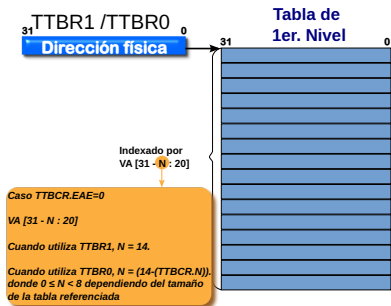 TTBR1 /TTBR0
31 0
Dirección física
Tabla de
1er. Nivel
31 0
Indexado por
VA [31 - N : 20]
Caso TTBCR.EAE=0
VA [31 - N : 20]
Cuando utiliza TTBR1, N = 14.
Cuando utiliza TTBR0, N = (14-(TTBCR.N)).
donde 0 ≤ N < 8 dependiendo del tamaño
de la tabla referenciada